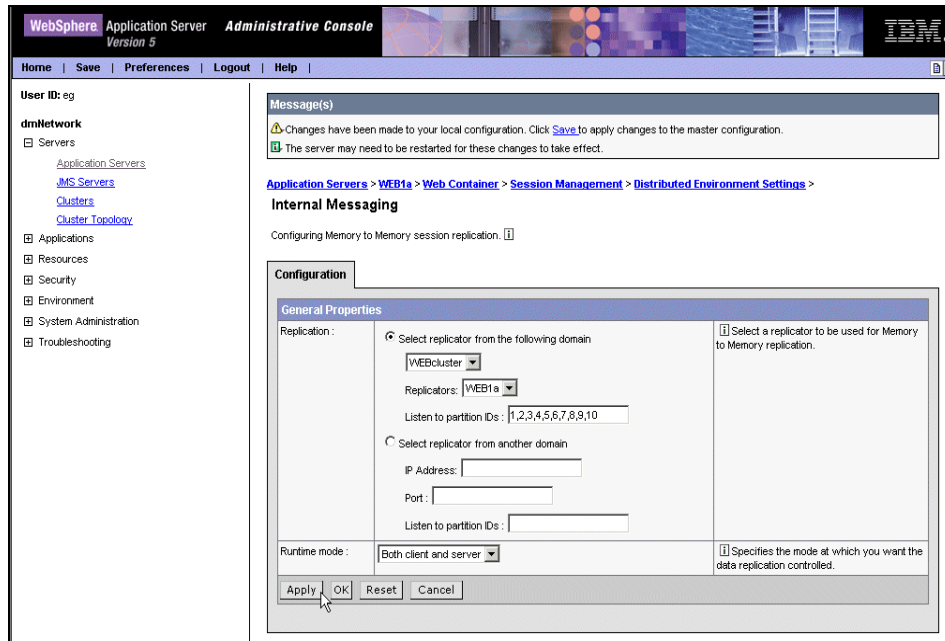 WebSphere Application Server Administrative Console
Version 5
IBM
Home | Save | Preferences | Logout | Help |
User ID: eg
dmNetwork
Servers
Application Servers
JMS Servers
Clusters
Cluster Topology
Applications
Resources
Security
Environment
System Administration
Troubleshooting
Message(s)
Changes have been made to your local configuration. Click Save to apply changes to the master configuration.
The server may need to be restarted for these changes to take effect.
Application Servers > WEB1a > Web Container > Session Management > Distributed Environment Settings >
Internal Messaging
Configuring Memory to Memory session replication. i
Configuration
General Properties
Replication :
Select replicator from the following domain
WEBcluster
Replicators: WEB1a
Listen to partition IDs : 1,2,3,4,5,6,7,8,9,10
Select replicator from another domain
IP Address:
Port :
Listen to partition IDs :
i Select a replicator to be used for Memory
to Memory replication.
Runtime mode :
Both client and server
i Specifies the mode at which you want the
data replication controlled.
Apply OK Reset Cancel